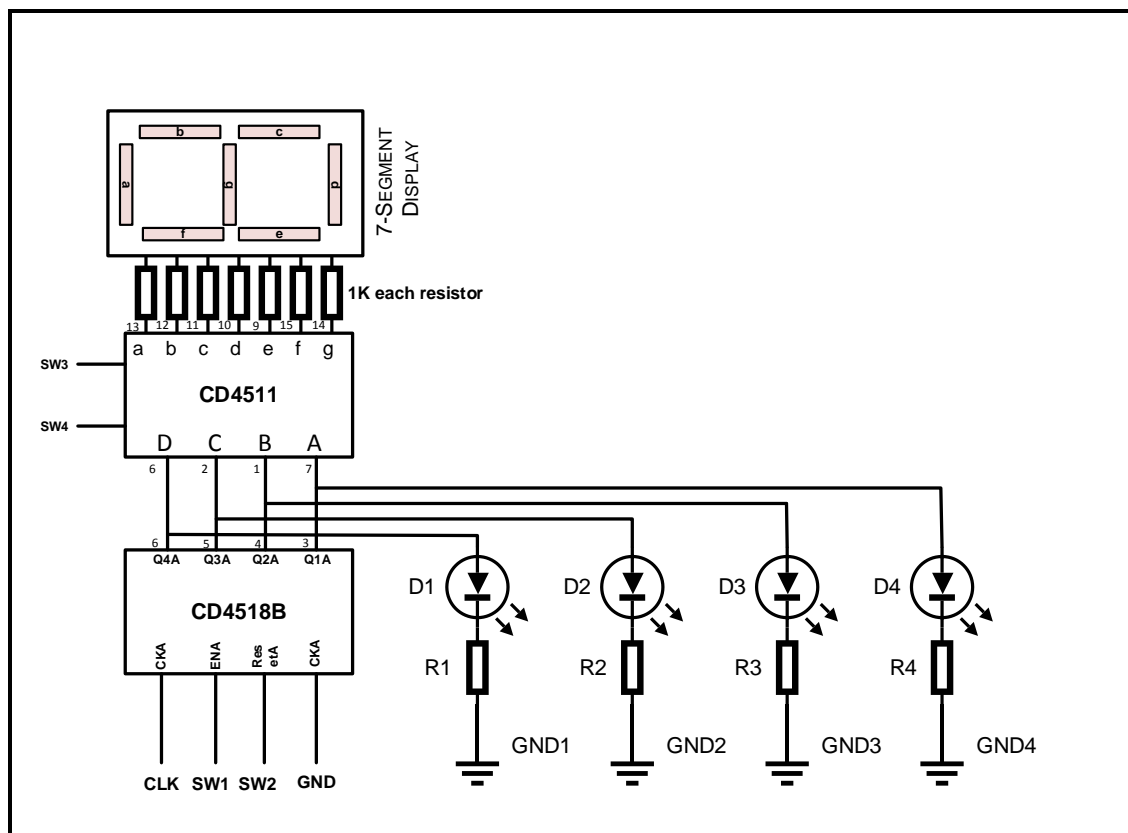 b c
a g d
f e
7-SEGMENT
DISPLAY
1K each resistor
13 12 11 10 9 15 14
a b c d e f g
SW3
CD4511
SW4
D C B A
6 2 1 7
6 5 4 3
Q4A Q3A Q2A Q1A
CD4518B
CKA ENA Res CKA
etA
CLK SW1 SW2 GND
D1 D2 D3 D4
R1 R2 R3 R4
GND1 GND2 GND3 GND4